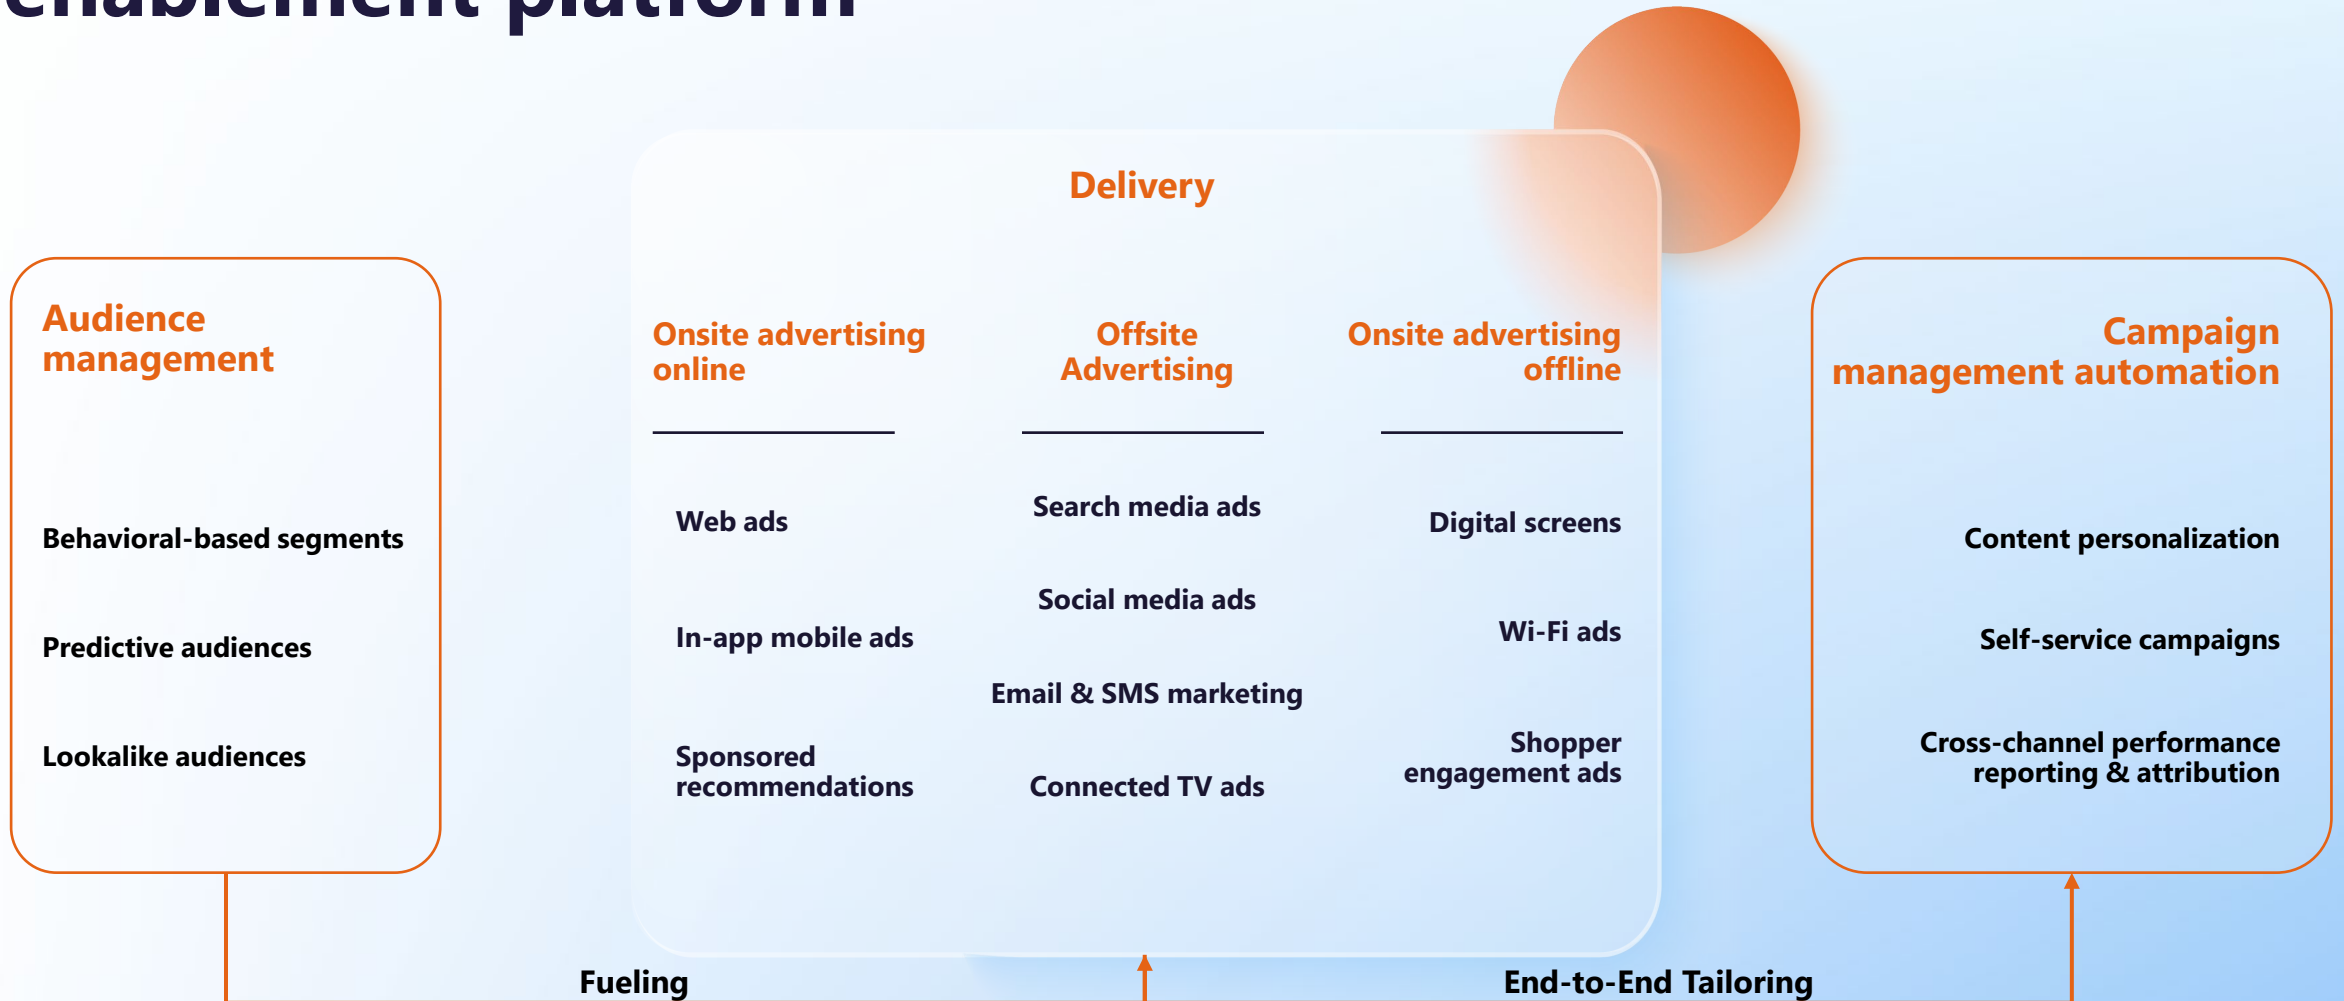 enablement platform
Delivery
Audience
management
Behavioral-based segments
Predictive audiences
Lookalike audiences
Onsite advertising
online
Web ads
In-app mobile ads
Sponsored
recommendations
Offsite
Advertising
Search media ads
Social media ads
Email & SMS marketing
Connected TV ads
Onsite advertising
offline
Digital screens
Wi-Fi ads
Shopper
engagement ads
Campaign
management automation
Content personalization
Self-service campaigns
Cross-channel performance
reporting & attribution
Fueling
End-to-End Tailoring